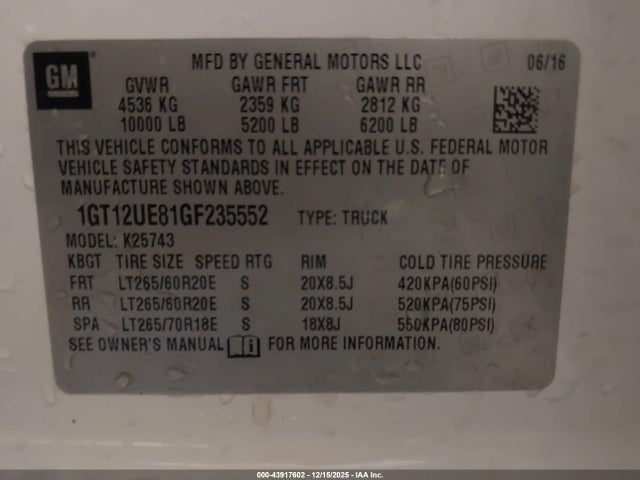 GM
MFD BY GENERAL MOTORS LLC 06/16
GVWR GAWR FRT GAWR RR
4536 KG 2359 KG 2812 KG
10000 LB 5200 LB 6200 LB
THIS VEHICLE CONFORMS TO ALL APPLICABLE U.S. FEDERAL MOTOR
VEHICLE SAFETY STANDARDS IN EFFECT ON THE DATE OF
MANUFACTURE SHOWN ABOVE.
1GT12UE81GF235552 TYPE: TRUCK
MODEL: K25743
KBGT TIRE SIZE SPEED RTG RIM COLD TIRE PRESSURE
FRT LT265/60R20E S 20X8.5J 420KPA(60PSI)
RR LT265/60R20E S 20X8.5J 520KPA(75PSI)
SPA LT265/70R18E S 18X8J 550KPA(80PSI)
SEE OWNER'S MANUAL FOR MORE INFORMATION.
000-43917602 - 12/15/2025 - IAA Inc.